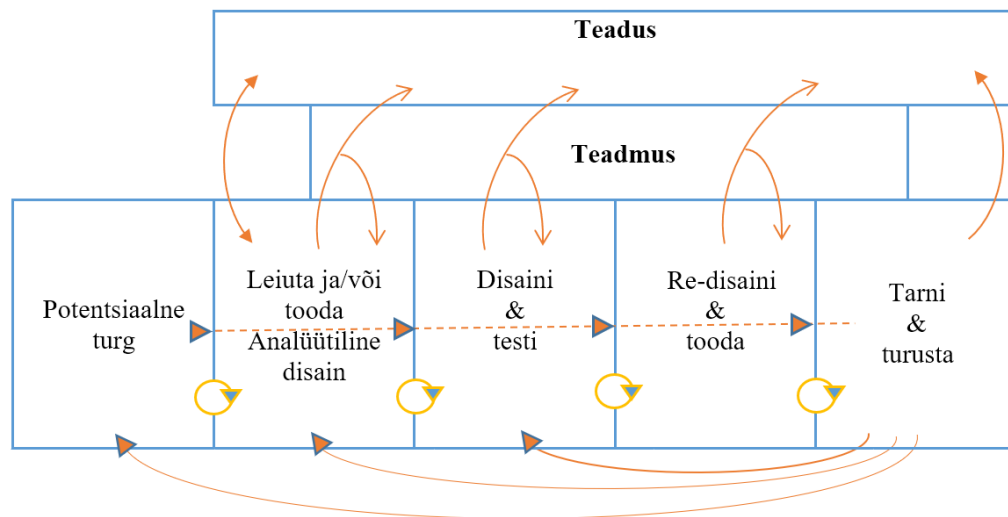 Teadus
Teadmus
Potentsiaalne
turg
Leiuta ja/või
tooda
Analüütiline
disain
Disaini
&
testi
Re-disaini
&
tooda
Tarni
&
turusta